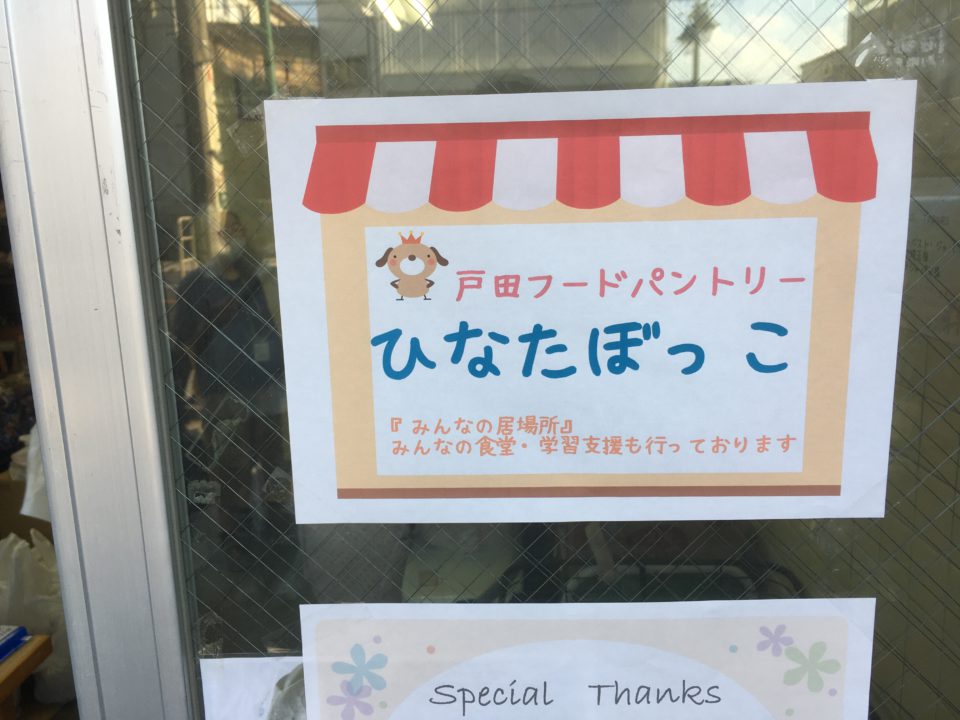 戸田フードパントリー
ひなたぼっこ
『みんなの居場所』
みんなの食堂・学習支援も行っております
Special Thanks